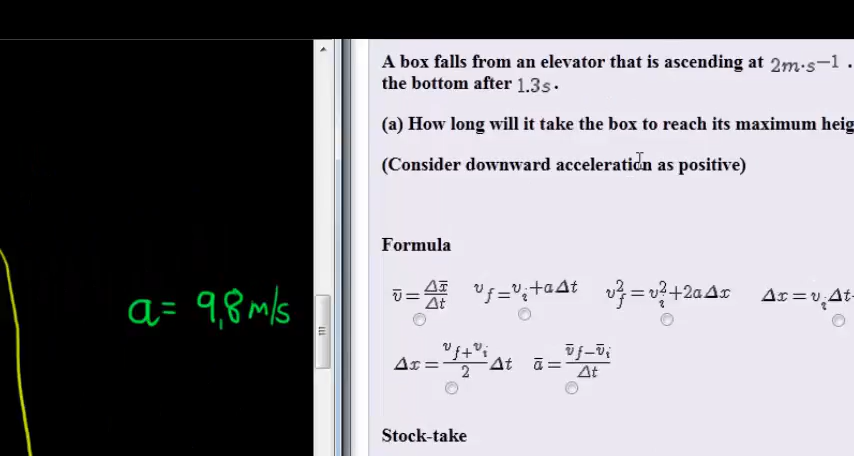 A box falls from an elevator that is ascending at 2m·s−1 .
the bottom after 1.3s.
(a) How long will it take the box to reach its maximum heig
(Consider downward acceleration as positive)
a= 9,8m/s
Formula
v̄=Δx̄/Δt vf=vi+aΔt vf²=vi²+2aΔx Δx=viΔt
Δx=(vf+vi)/2 Δt ā=(v̄f−v̄i)/Δt
Stock-take